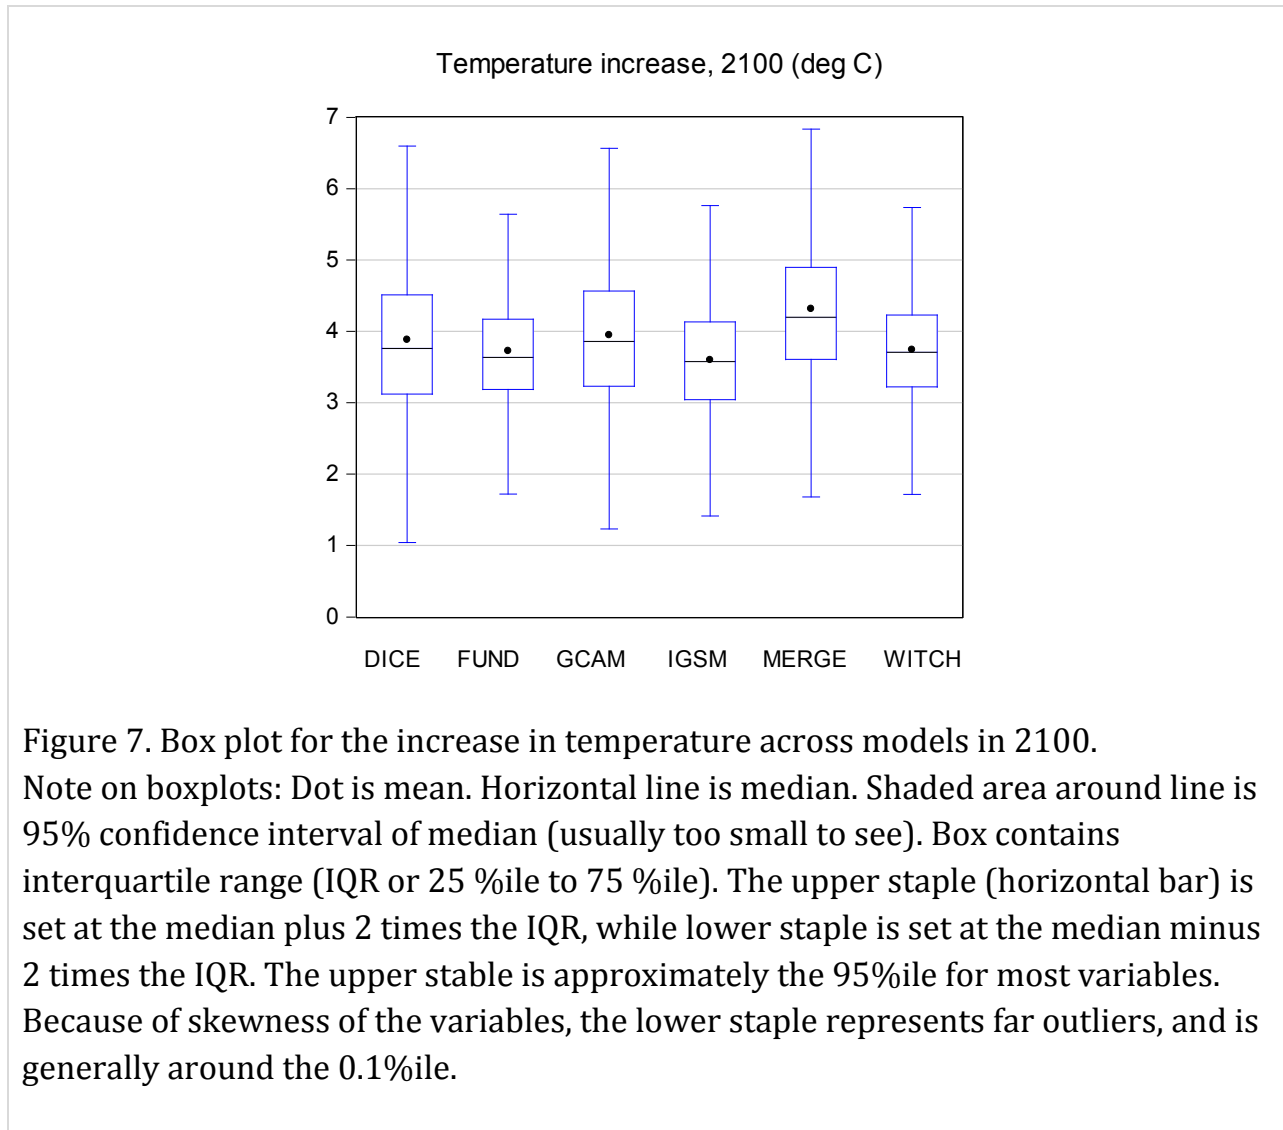 Temperature increase, 2100 (deg C)
7
6
5
4
3
2
1
0
DICE FUND GCAM IGSM MERGE WITCH
Figure 7. Box plot for the increase in temperature across models in 2100.
Note on boxplots: Dot is mean. Horizontal line is median. Shaded area around line is
95% confidence interval of median (usually too small to see). Box contains
interquartile range (IQR or 25 %ile to 75 %ile). The upper staple (horizontal bar) is
set at the median plus 2 times the IQR, while lower staple is set at the median minus
2 times the IQR. The upper stable is approximately the 95%ile for most variables.
Because of skewness of the variables, the lower staple represents far outliers, and is
generally around the 0.1%ile.